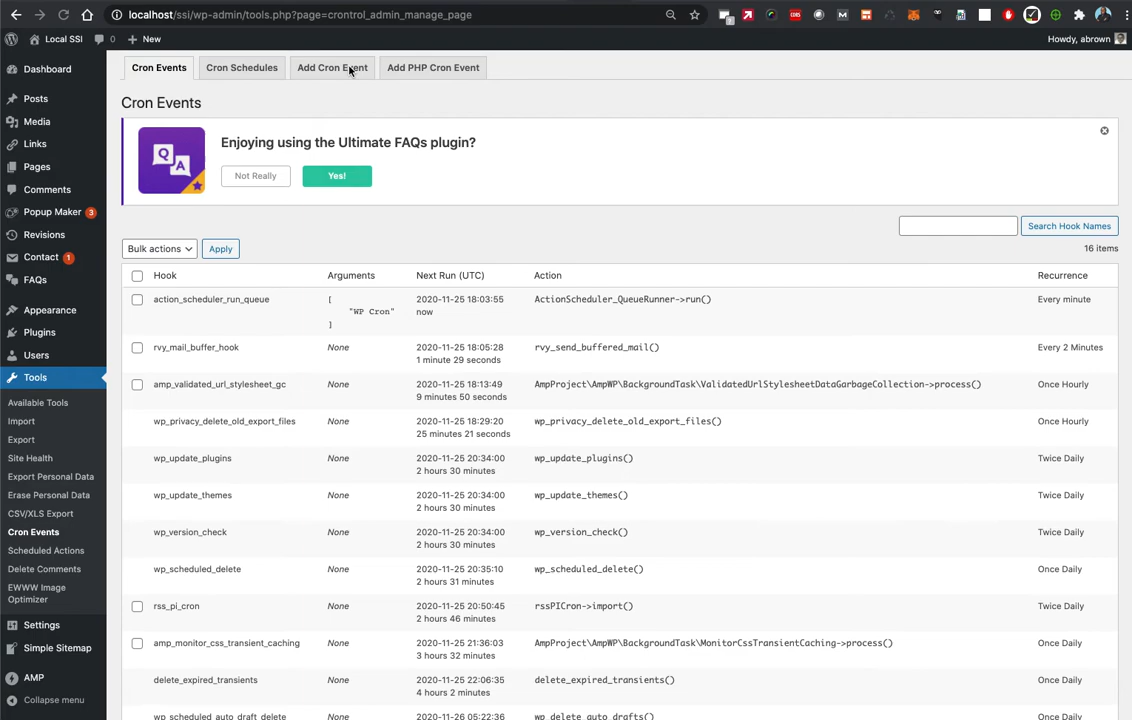 localhost/ssi/wp-admin/tools.php?page=crontrol_admin_manage_page
Local SSI 0 New Howdy, abrown
Dashboard
Posts
Media
Links
Pages
Comments
Popup Maker 3
Revisions
Contact 1
FAQs
Appearance
Plugins
Users
Tools
Available Tools
Import
Export
Site Health
Export Personal Data
Erase Personal Data
CSV/XLS Export
Cron Events
Scheduled Actions
Delete Comments
EWWW Image
Optimizer
Settings
Simple Sitemap
AMP
Collapse menu
Cron Events Cron Schedules Add Cron Event Add PHP Cron Event
Cron Events
Q A
Enjoying using the Ultimate FAQs plugin?
Not Really Yes!
Search Hook Names
Bulk actions Apply 16 items
Hook Arguments Next Run (UTC) Action Recurrence
action_scheduler_run_queue [ 2020-11-25 18:03:55 ActionScheduler_QueueRunner->run() Every minute
"WP Cron" now
]
rvy_mail_buffer_hook None 2020-11-25 18:05:28 rvy_send_buffered_mail() Every 2 Minutes
1 minute 29 seconds
amp_validated_url_stylesheet_gc None 2020-11-25 18:13:49 AmpProject\AmpWP\BackgroundTask\ValidatedUrlStylesheetDataGarbageCollection->process() Once Hourly
9 minutes 50 seconds
wp_privacy_delete_old_export_files None 2020-11-25 18:29:20 wp_privacy_delete_old_export_files() Once Hourly
25 minutes 21 seconds
wp_update_plugins None 2020-11-25 20:34:00 wp_update_plugins() Twice Daily
2 hours 30 minutes
wp_update_themes None 2020-11-25 20:34:00 wp_update_themes() Twice Daily
2 hours 30 minutes
wp_version_check None 2020-11-25 20:34:00 wp_version_check() Twice Daily
2 hours 30 minutes
wp_scheduled_delete None 2020-11-25 20:35:10 wp_scheduled_delete() Once Daily
2 hours 31 minutes
rss_pi_cron None 2020-11-25 20:50:45 rssPICron->import() Twice Daily
2 hours 46 minutes
amp_monitor_css_transient_caching None 2020-11-25 21:36:03 AmpProject\AmpWP\BackgroundTask\MonitorCssTransientCaching->process() Once Daily
3 hours 32 minutes
delete_expired_transients None 2020-11-25 22:06:35 delete_expired_transients() Once Daily
4 hours 2 minutes
wp_scheduled_auto_draft_delete None 2020-11-26 05:22:36 wp_delete_auto_drafts() Once Daily